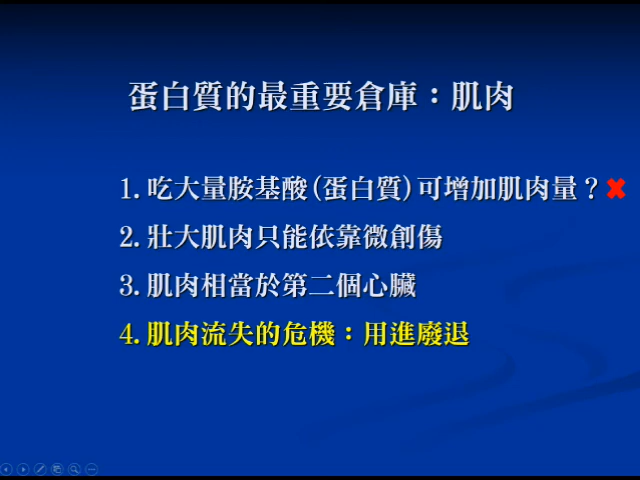 蛋白質的最重要倉庫：肌肉
1.吃大量胺基酸(蛋白質)可增加肌肉量？✖
2.壯大肌肉只能依靠微創傷
3.肌肉相當於第二個心臟
4.肌肉流失的危機：用進廢退